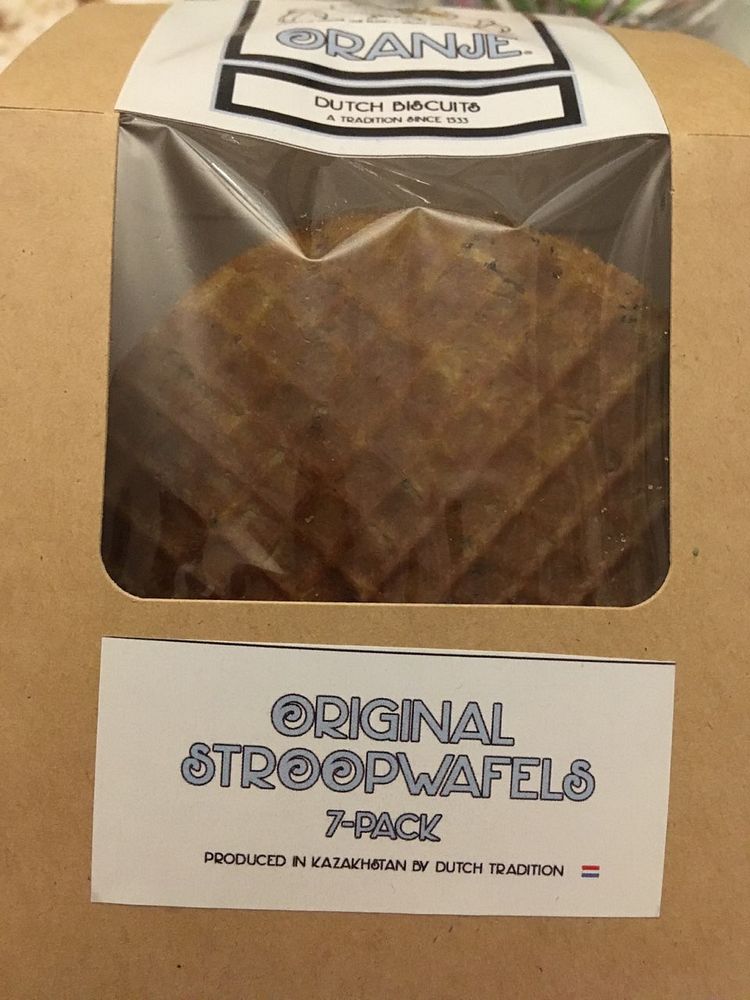 ORANJE
DUTCH BISCUITS
A TRADITION SINCE 1533
ORIGINAL
STROOPWAFELS
7-PACK
PRODUCED IN KAZAKHSTAN BY DUTCH TRADITION